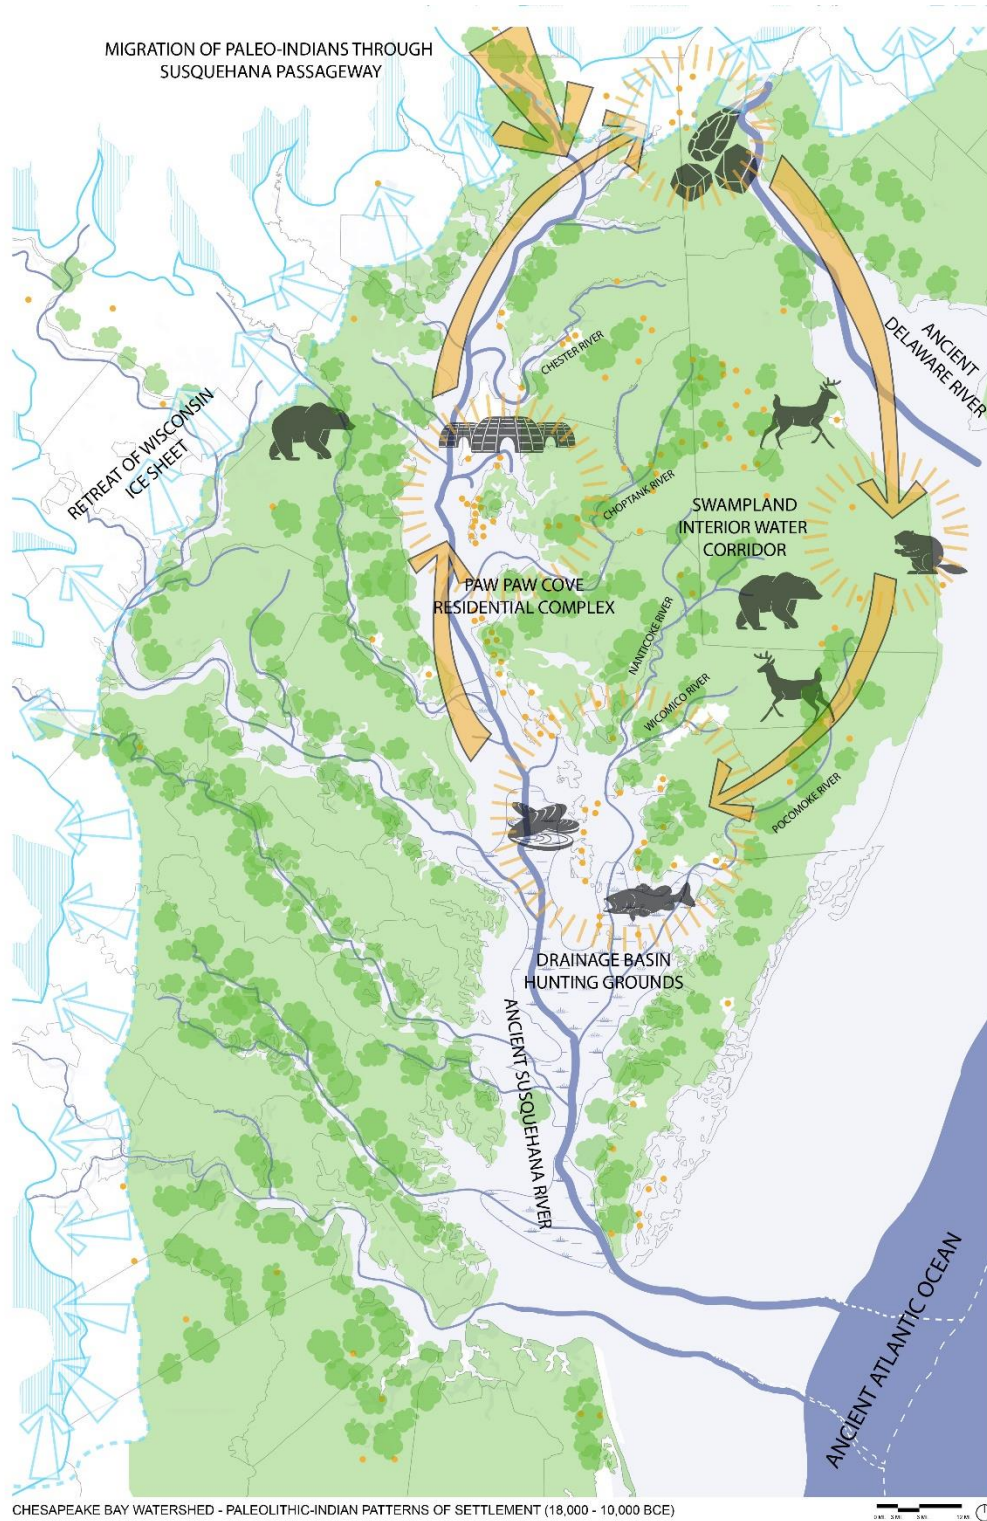 MIGRATION OF PALEO-INDIANS THROUGH
SUSQUEHANA PASSAGEWAY
ANCIENT
DELAWARE RIVER
CHESTER RIVER
RETREAT OF WISCONSIN
ICE SHEET
CHOPTANK RIVER
SWAMPLAND
INTERIOR WATER
CORRIDOR
PAW PAW COVE
RESIDENTIAL COMPLEX
NANTICOKE RIVER
WICOMICO RIVER
POCOMOKE RIVER
DRAINAGE BASIN
HUNTING GROUNDS
ANCIENT SUSQUEHANA RIVER
ANCIENT ATLANTIC OCEAN
CHESAPEAKE BAY WATERSHED - PALEOLITHIC-INDIAN PATTERNS OF SETTLEMENT (18,000 - 10,000 BCE)